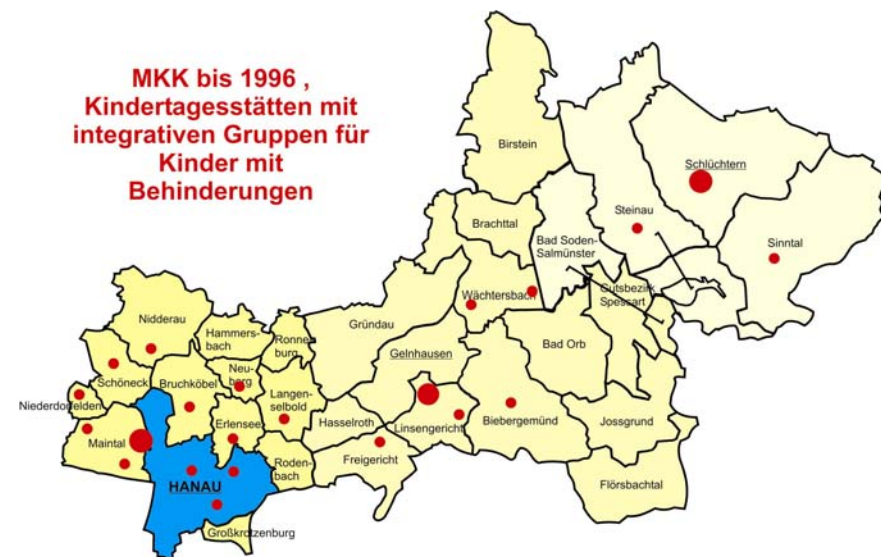 MKK bis 1996 ,
Kindertagesstätten mit
integrativen Gruppen für
Kinder mit
Behinderungen
Birstein
Schlüchtern
Steinau
Brachttal
Bad Soden-
Salmünster
Sinntal
Gutsbezirk
Spessart
Wächtersbach
Nidderau
Hammers-
bach
Ronne
burg
Gründau
Bad Orb
Gelnhausen
Schöneck
Bruchköbel
Neu-
berg
Langen-
selbold
Niederdorfelden
Erlensee
Hasselroth
Linsengericht
Biebergemünd
Jossgrund
Maintal
Freigericht
Roden-
bach
HANAU
Flörsbachtal
Großkrotzenburg